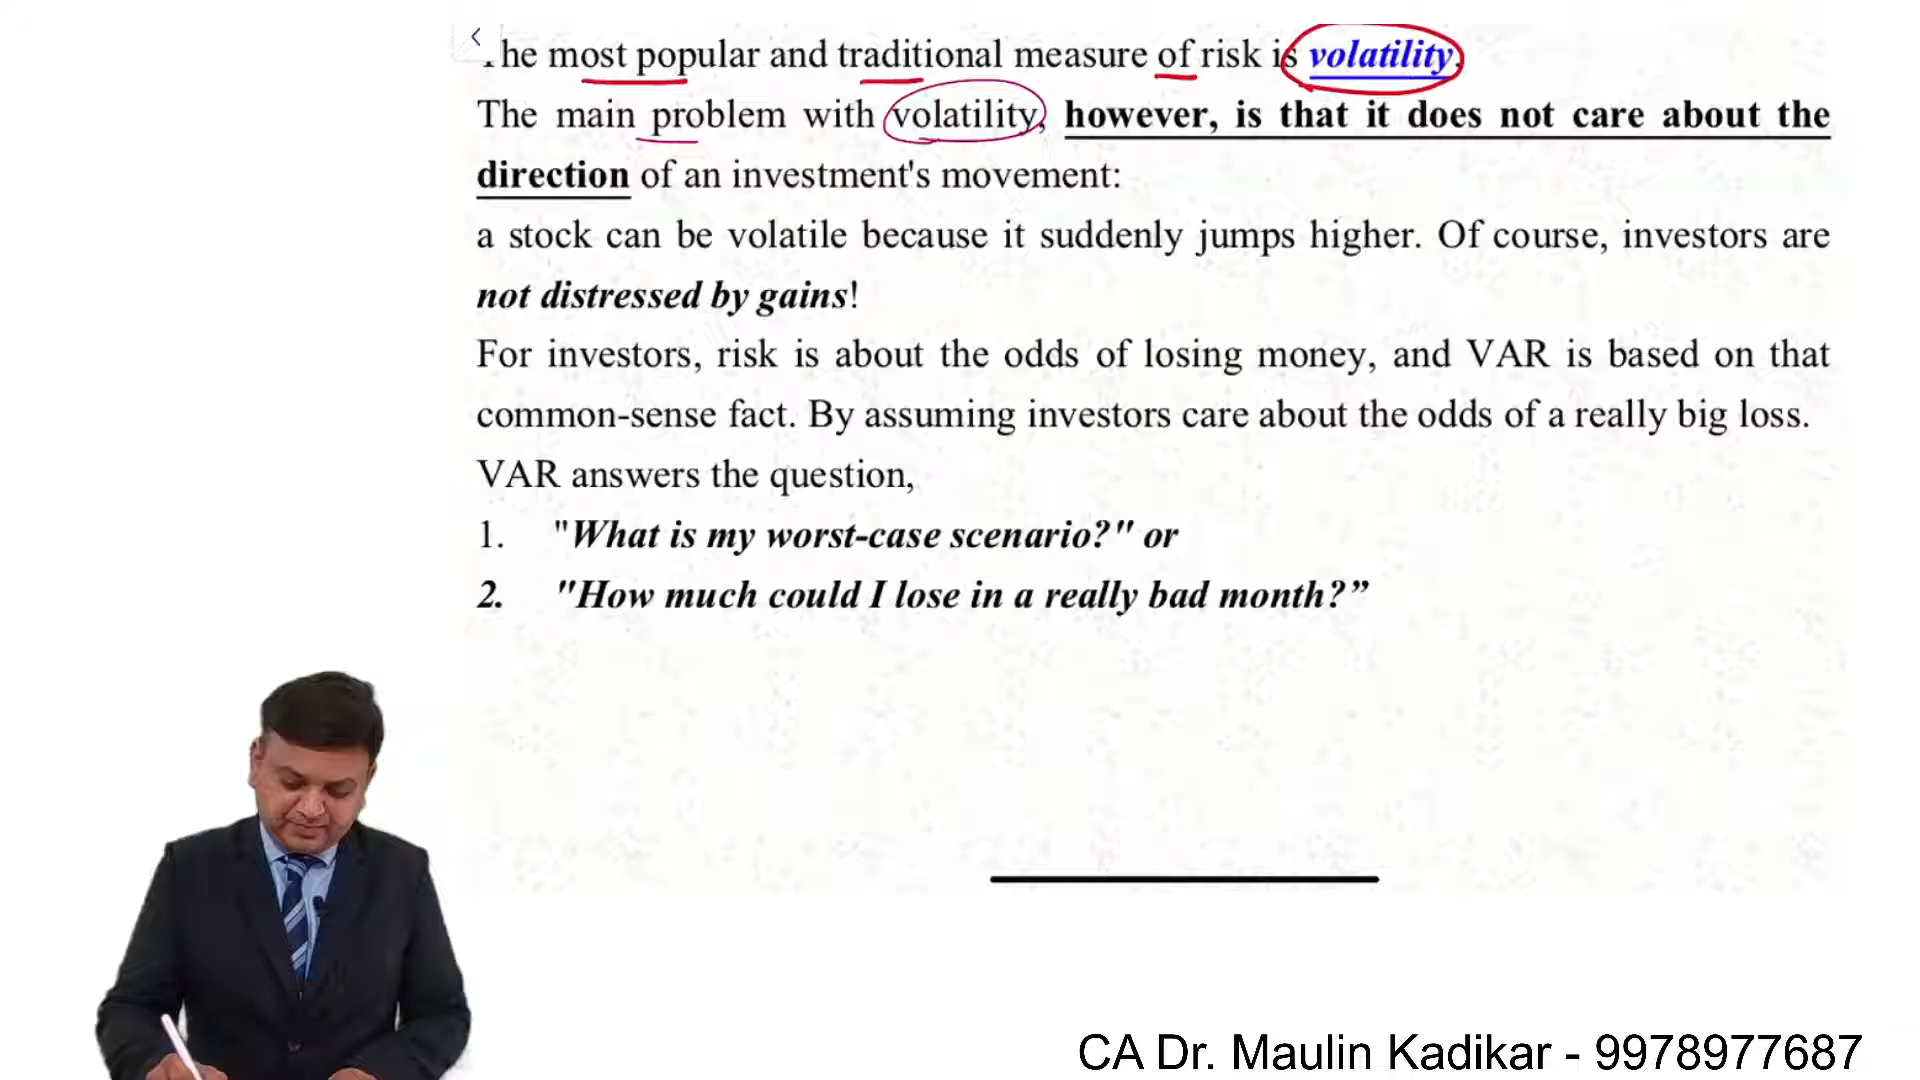 he most popular and traditional measure of risk is volatility.
The main problem with volatility, however, is that it does not care about the
direction of an investment's movement:
a stock can be volatile because it suddenly jumps higher. Of course, investors are
not distressed by gains!
For investors, risk is about the odds of losing money, and VAR is based on that
common-sense fact. By assuming investors care about the odds of a really big loss.
VAR answers the question,
1. "What is my worst-case scenario?" or
2. "How much could I lose in a really bad month?”
CA Dr. Maulin Kadikar - 9978977687